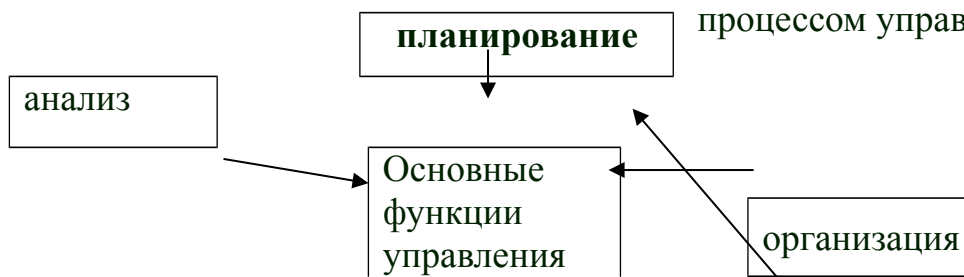 процессом управ
планирование
анализ
Основные
функции
управления
организация